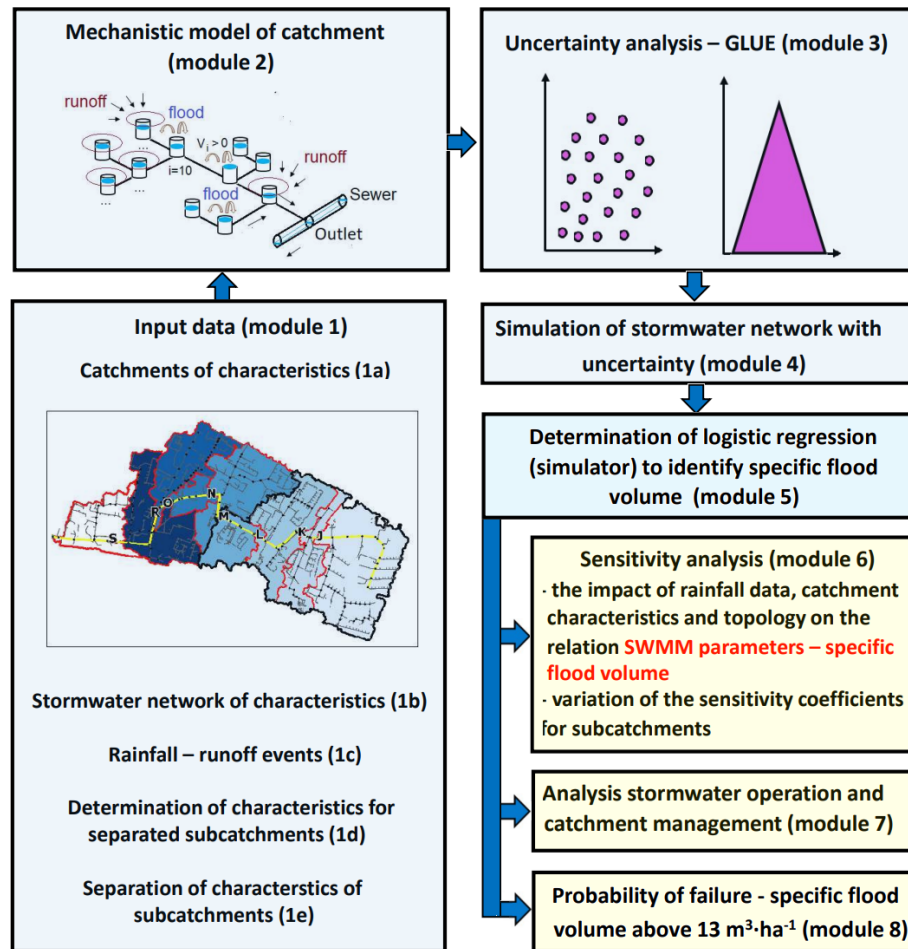 Mechanistic model of catchment
(module 2)
runoff
flood
V i > 0
runoff
...
i=10
...
flood
...
Sewer
Outlet
Uncertainty analysis – GLUE (module 3)
Input data (module 1)
Catchments of characteristics (1a)
S
R
O
N
M
L
K
J
Stormwater network of characteristics (1b)
Rainfall – runoff events (1c)
Determination of characteristics for
separated subcatchments (1d)
Separation of characterstics of
subcatchments (1e)
Simulation of stormwater network with
uncertainty (module 4)
Determination of logistic regression
(simulator) to identify specific flood
volume (module 5)
Sensitivity analysis (module 6)
- the impact of rainfall data, catchment
characteristics and topology on the
relation SWMM parameters – specific
flood volume
- variation of the sensitivity coefficients
for subcatchments
Analysis stormwater operation and
catchment management (module 7)
Probability of failure - specific flood
volume above 13 m³·ha⁻¹ (module 8)